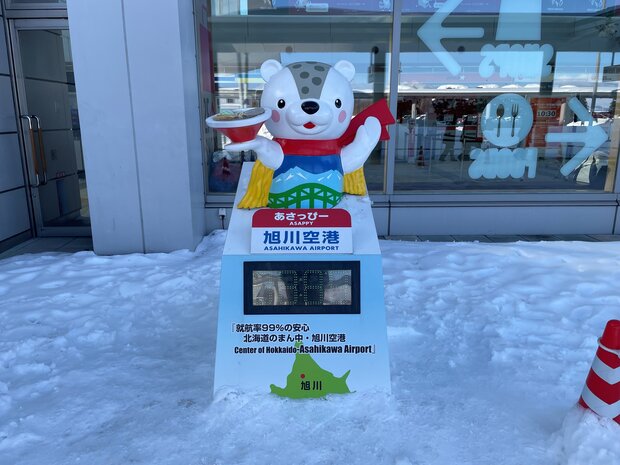 10:30
あさっぴー
ASAPPY
旭川空港
ASAHIKAWA AIRPORT
『就航率99％の安心
北海道のまん中・旭川空港
Center of Hokkaido-Asahikawa Airport』
旭川